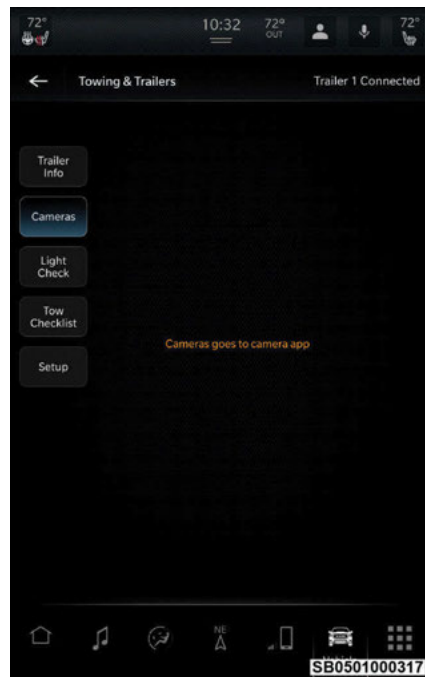 72°
10:32
72°
OUT
72°
Towing & Trailers
Trailer 1 Connected
Trailer
Info
Cameras
Light
Check
Tow
Checklist
Setup
Cameras goes to camera app
NE
SB0501000317